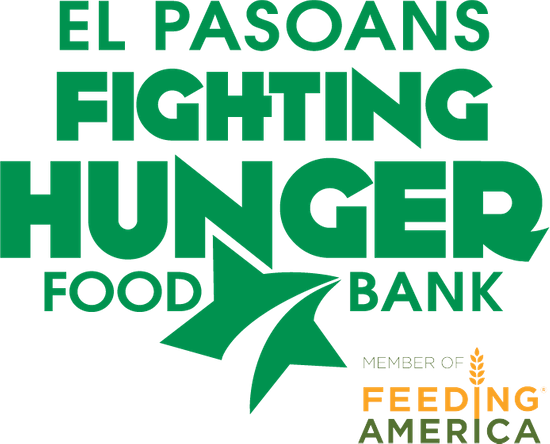 EL PASOANS
FIGHTING
HUNGER
FOOD BANK
MEMBER OF
FEEDING®
AMERICA